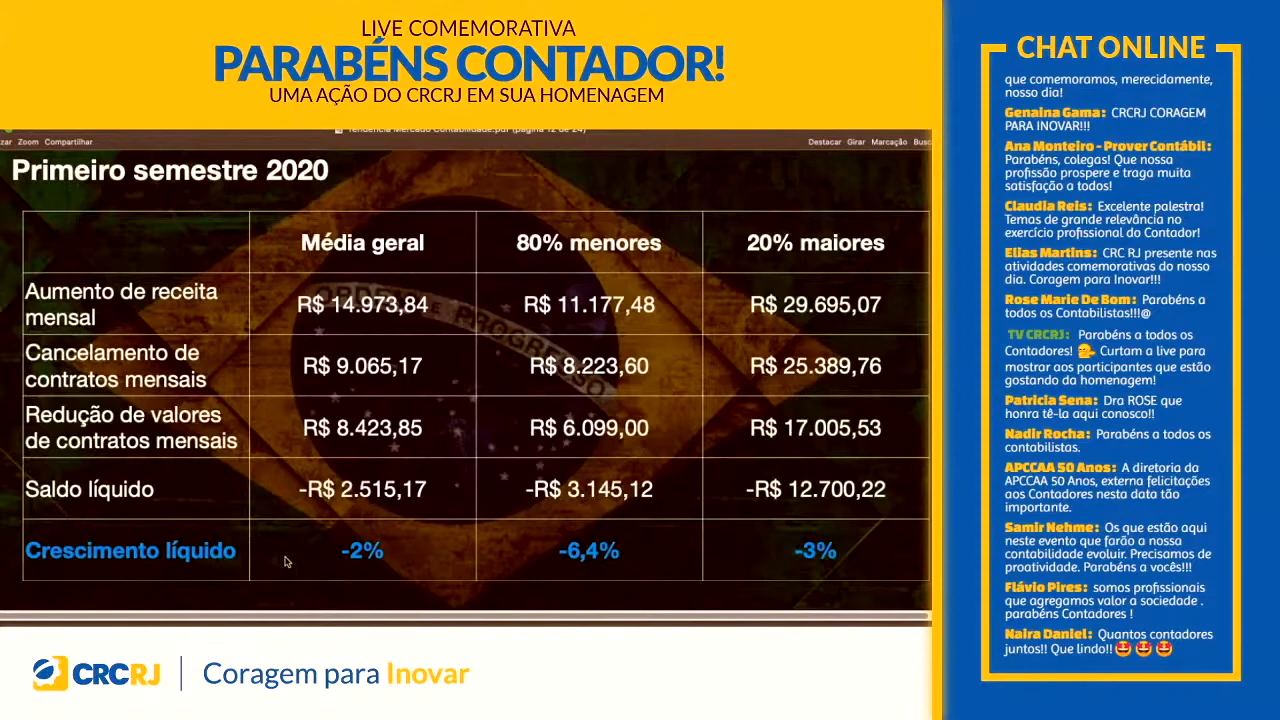 LIVE COMEMORATIVA
PARABÉNS CONTADOR!
UMA AÇÃO DO CRCRJ EM SUA HOMENAGEM
Tendência Mercado Contabilidade.pdf (página 12 de 24)
zar Zoom Compartilhar
Destacar Girar Marcação Busc
Primeiro semestre 2020
Média geral 80% menores 20% maiores
Aumento de receita
mensal
R$ 14.973,84 R$ 11.177,48 R$ 29.695,07
Cancelamento de
contratos mensais
R$ 9.065,17 R$ 8.223,60 R$ 25.389,76
Redução de valores
de contratos mensais
R$ 8.423,85 R$ 6.099,00 R$ 17.005,53
Saldo líquido -R$ 2.515,17 -R$ 3.145,12 -R$ 12.700,22
Crescimento líquido -2% -6,4% -3%
ORDEM E PROGRESSO
CRCRJ Coragem para Inovar
CHAT ONLINE
que comemoramos, merecidamente,
nosso dia!
Genaina Gama: CRCRJ CORAGEM
PARA INOVAR!!!
Ana Monteiro - Prover Contábil:
Parabéns, colegas! Que nossa
profissão prospere e traga muita
satisfação a todos!
Claudia Reis: Excelente palestra!
Temas de grande relevância no
exercício profissional do Contador!
Elias Martins: CRC RJ presente nas
atividades comemorativas do nosso
dia. Coragem para Inovar!!!
Rose Marie De Bom: Parabéns a
todos os Contabilistas!!!@
TV CRCRJ: Parabéns a todos os
Contadores! Curtam a live para
mostrar aos participantes que estão
gostando da homenagem!
Patricia Sena: Dra ROSE que
honra tê-la aqui conosco!!
Nadir Rocha: Parabéns a todos os
contabilistas.
APCCAA 50 Anos: A diretoria da
APCCAA 50 Anos, externa felicitações
aos Contadores nesta data tão
importante.
Samir Nehme: Os que estão aqui
neste evento que farão a nossa
contabilidade evoluir. Precisamos de
proatividade. Parabéns a vocês!!!
Flávio Pires: somos profissionais
que agregamos valor a sociedade .
parabéns Contadores !
Naira Daniel: Quantos contadores
juntos!! Que lindo!! 🤩 🤩 🤩